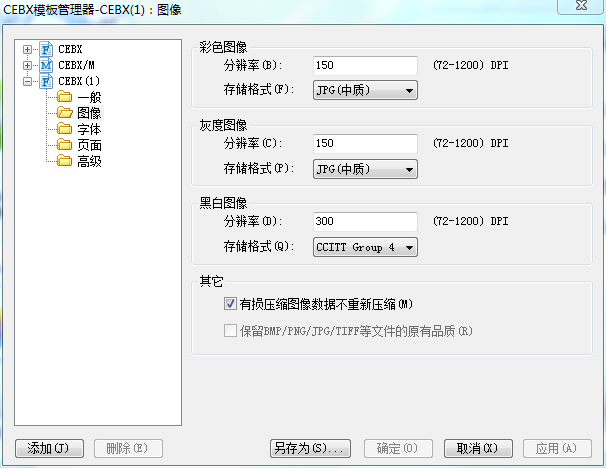 CEBX模板管理器-CEBX(1)：图像
CEBX
CEBX/M
CEBX(1)
一般
图像
字体
页面
高级
彩色图像
分辨率(B): 150 (72-1200) DPI
存储格式(F): JPG(中质)
灰度图像
分辨率(C): 150 (72-1200) DPI
存储格式(P): JPG(中质)
黑白图像
分辨率(D): 300 (72-1200) DPI
存储格式(Q): CCITT Group 4
其它
有损压缩图像数据不重新压缩(M)
保留BMP/PNG/JPG/TIFF等文件的原有品质(R)
添加(J) 删除(E) 另存为(S)... 确定(O) 取消(X) 应用(A)